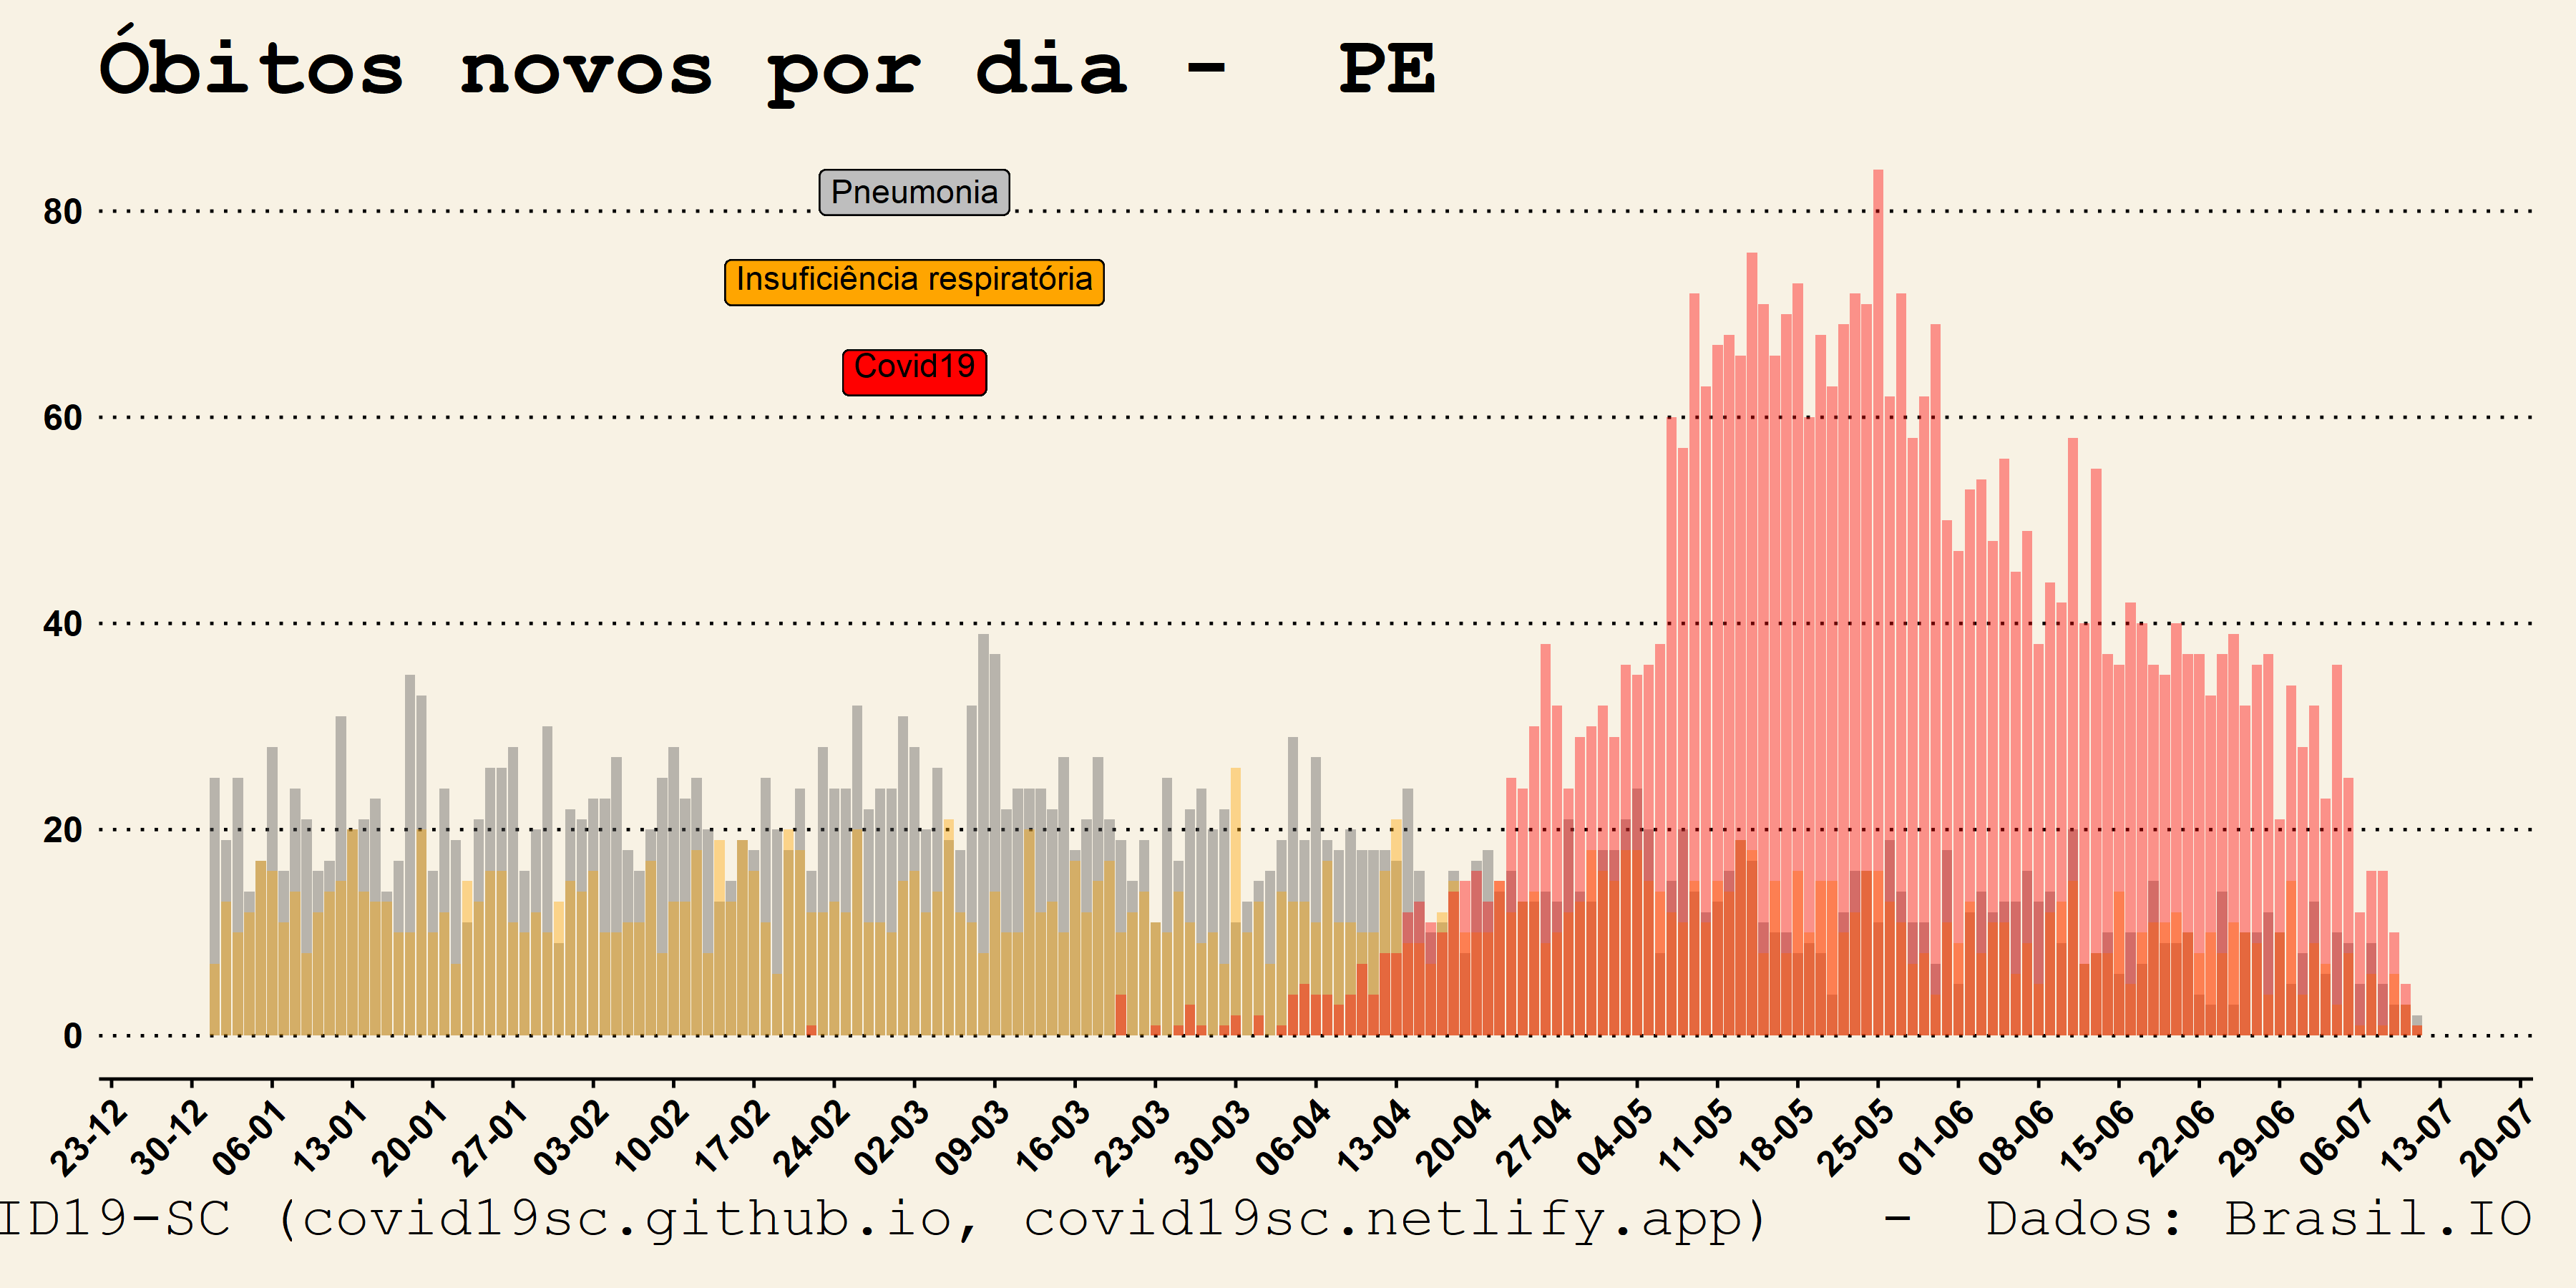 Óbitos novos por dia - PE
Pneumonia
Insuficiência respiratória
Covid19
80
60
40
20
0
23-12 30-12 06-01 13-01 20-01 27-01 03-02 10-02 17-02 24-02 02-03 09-03 16-03 23-03 30-03 06-04 13-04 20-04 27-04 04-05 11-05 18-05 25-05 01-06 08-06 15-06 22-06 29-06 06-07 13-07 20-07
ID19-SC (covid19sc.github.io, covid19sc.netlify.app) - Dados: Brasil.IO